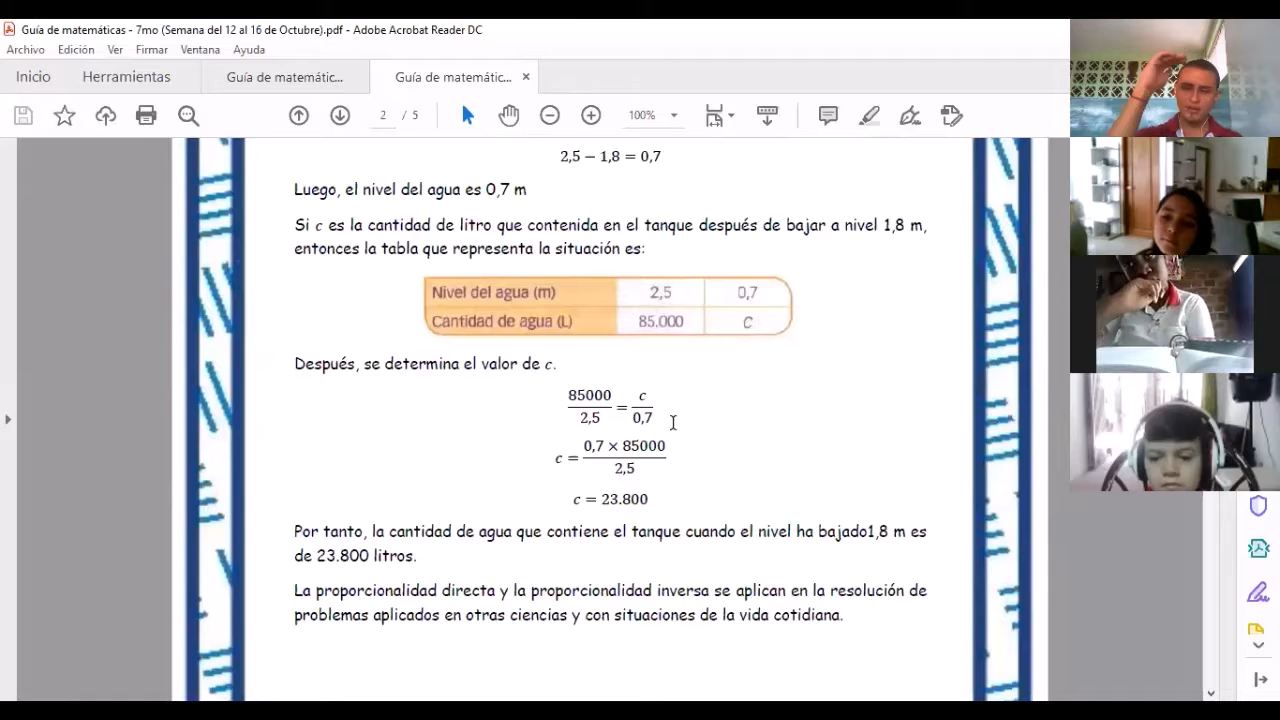 Guía de matemáticas - 7mo (Semana del 12 al 16 de Octubre).pdf - Adobe Acrobat Reader DC
Archivo Edición Ver Firmar Ventana Ayuda
Inicio Herramientas Guía de matemátic... Guía de matemátic... ×
2 / 5 100%
2,5 − 1,8 = 0,7
Luego, el nivel del agua es 0,7 m
Si c es la cantidad de litro que contenida en el tanque después de bajar a nivel 1,8 m,
entonces la tabla que representa la situación es:
Nivel del agua (m) 2,5 0,7
Cantidad de agua (L) 85.000 C
Después, se determina el valor de c.
85000/2,5 = c/0,7
c = 0,7 × 85000/2,5
c = 23.800
Por tanto, la cantidad de agua que contiene el tanque cuando el nivel ha bajado1,8 m es
de 23.800 litros.
La proporcionalidad directa y la proporcionalidad inversa se aplican en la resolución de
problemas aplicados en otras ciencias y con situaciones de la vida cotidiana.